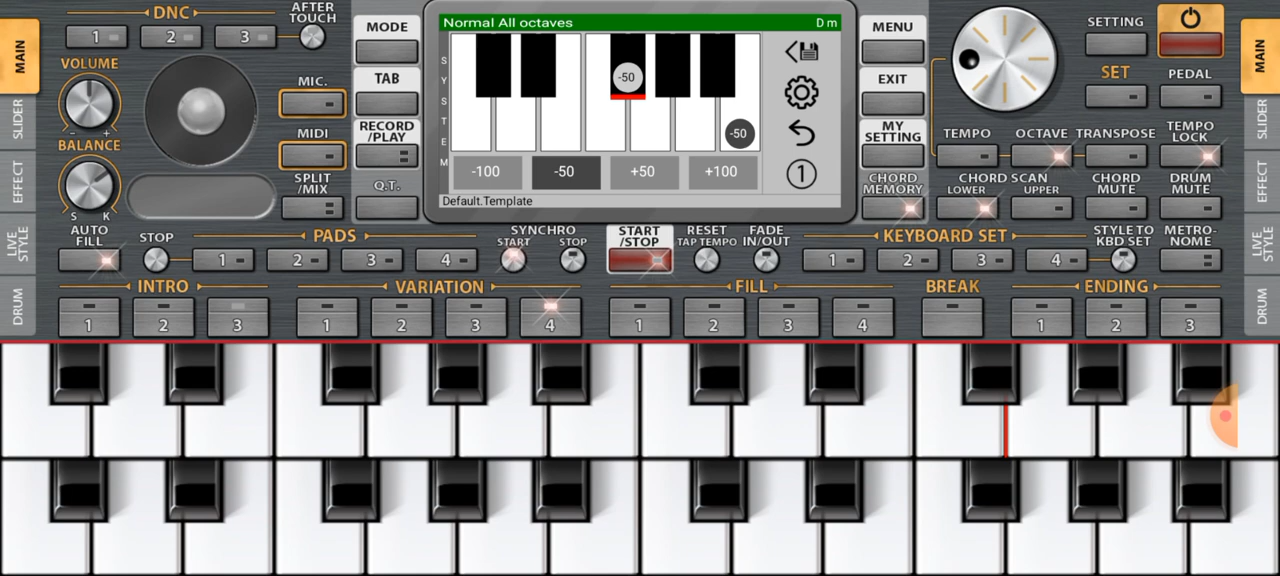 DNC
AFTER
TOUCH
1
2
3
MAIN
SLIDER
EFFECT
LIVE
STYLE
DRUM
VOLUME
- +
BALANCE
S K
MIC.
MIDI
SPLIT
/MIX
MODE
TAB
RECORD
/PLAY
Q.T.
Normal All octaves
D m
SYSTEM
-50
-50
-100
-50
+50
+100
1
Default.Template
MENU
EXIT
MY
SETTING
CHORD
MEMORY
SETTING
SET
PEDAL
TEMPO
OCTAVE
TRANSPOSE
TEMPO
LOCK
CHORD SCAN
LOWER
UPPER
CHORD
MUTE
DRUM
MUTE
MAIN
SLIDER
EFFECT
LIVE
STYLE
DRUM
AUTO
FILL
STOP
PADS
1
2
3
4
SYNCHRO
START
STOP
START
/STOP
RESET
TAP TEMPO
FADE
IN/OUT
KEYBOARD SET
1
2
3
4
STYLE TO
KBD SET
METRO-
NOME
INTRO
1
2
3
VARIATION
1
2
3
4
FILL
1
2
3
4
BREAK
ENDING
1
2
3